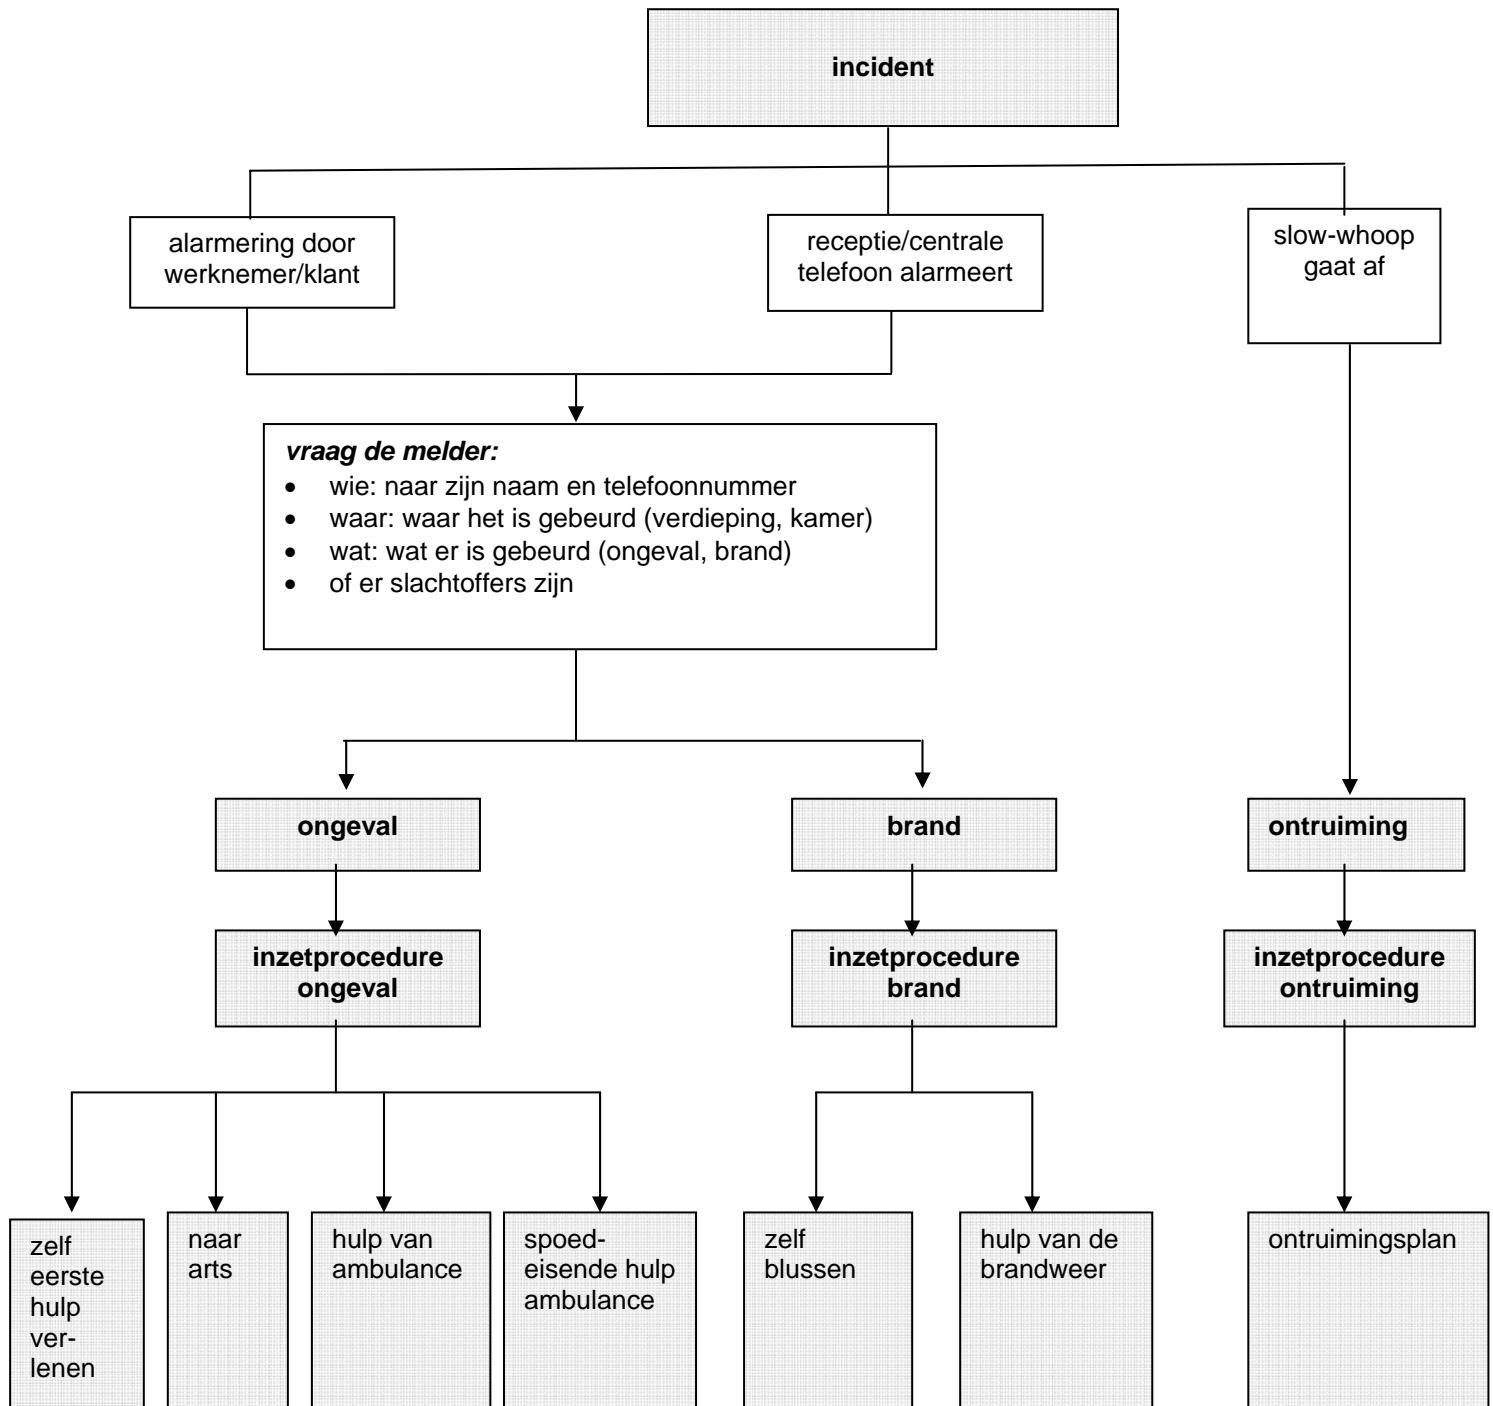 incident
alarmering door
werknemer/klant
receptie/centrale
telefoon alarmeert
slow-whoop
gaat af
vraag de melder:
• wie: naar zijn naam en telefoonnummer
• waar: waar het is gebeurd (verdieping, kamer)
• wat: wat er is gebeurd (ongeval, brand)
• of er slachtoffers zijn
ongeval
brand
ontruiming
inzetprocedure
ongeval
inzetprocedure
brand
inzetprocedure
ontruiming
zelf
eerste
hulp
ver-
lenen
naar
arts
hulp van
ambulance
spoed-
eisende hulp
ambulance
zelf
blussen
hulp van de
brandweer
ontruimingsplan